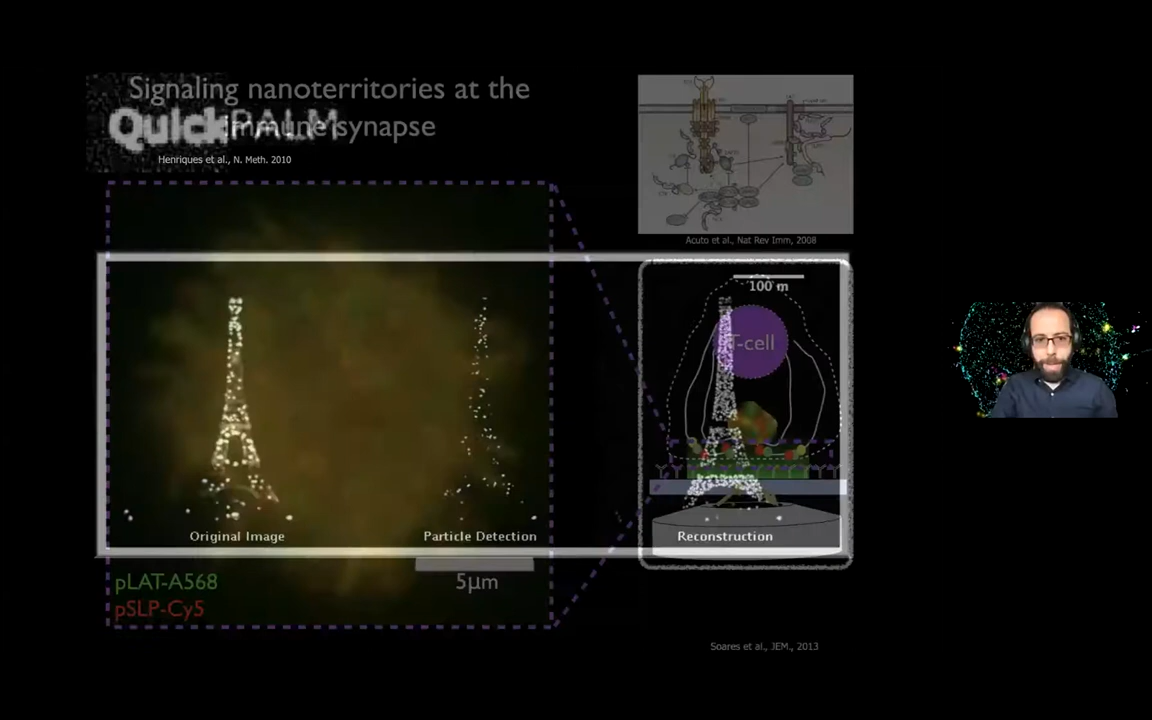 Signaling nanoterritories at the
immune synapse
QuickPALM
Henriques et al., N. Meth. 2010
Acuto et al., Nat Rev Imm, 2008
100 m
T-cell
Original Image
Particle Detection
Reconstruction
pLAT-A568
pSLP-Cy5
5µm
Soares et al., JEM., 2013